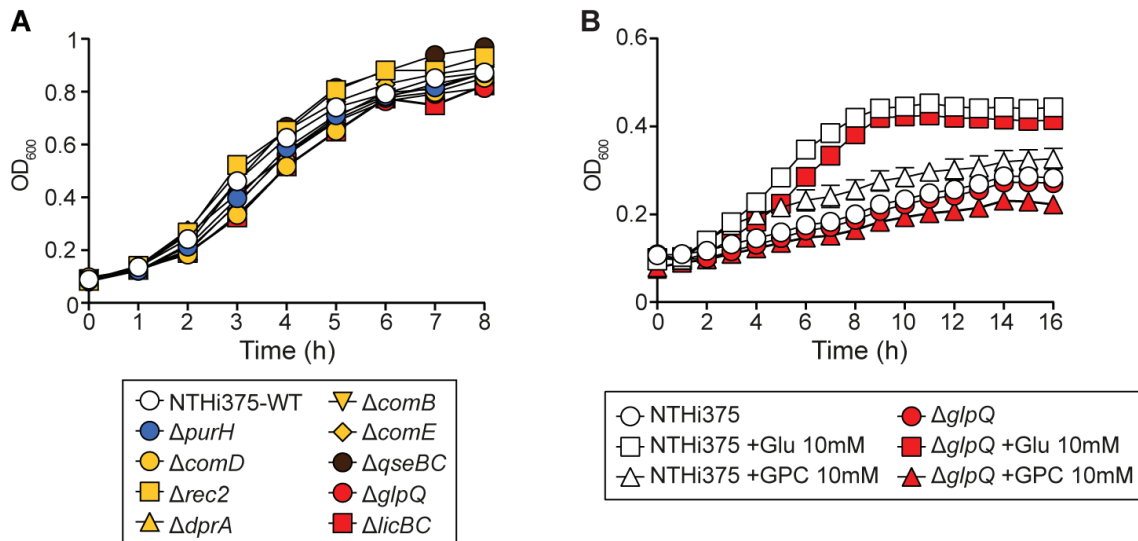 A
B
1
0.8
0.6
0.4
0.2
0
OD600
0 1 2 3 4 5 6 7 8
Time (h)
0.6
0.4
0.2
0
OD600
0 2 4 6 8 10 12 14 16
Time (h)
NTHi375-WT
ΔpurH
ΔcomD
Δrec2
ΔdprA
ΔcomB
ΔcomE
ΔqseBC
ΔglpQ
ΔlicBC
NTHi375
NTHi375 +Glu 10mM
NTHi375 +GPC 10mM
ΔglpQ
ΔglpQ +Glu 10mM
ΔglpQ +GPC 10mM